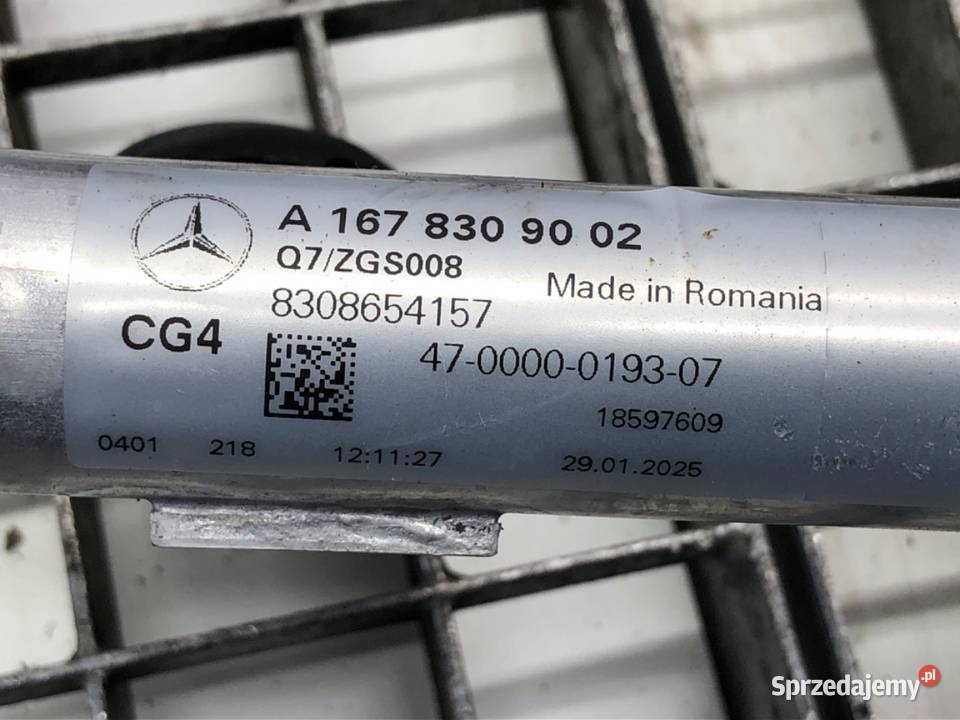 A 167 830 90 02
Q7/ZGS008
Made in Romania
8308654157
CG4
47-0000-0193-07
18597609
0401 218 12:11:27 29.01.2025
Sprzedajemy.pl